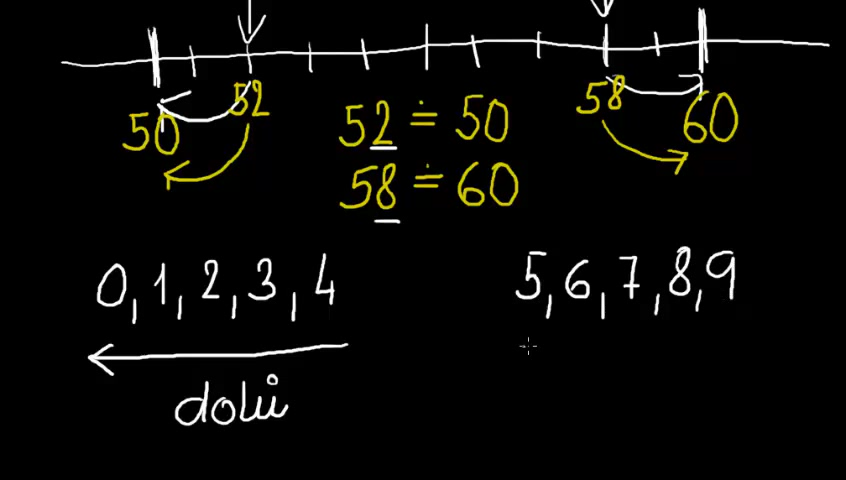 50 52 58 60
52 ≐ 50
58 ≐ 60
0, 1, 2, 3, 4 5, 6, 7, 8, 9
dolů